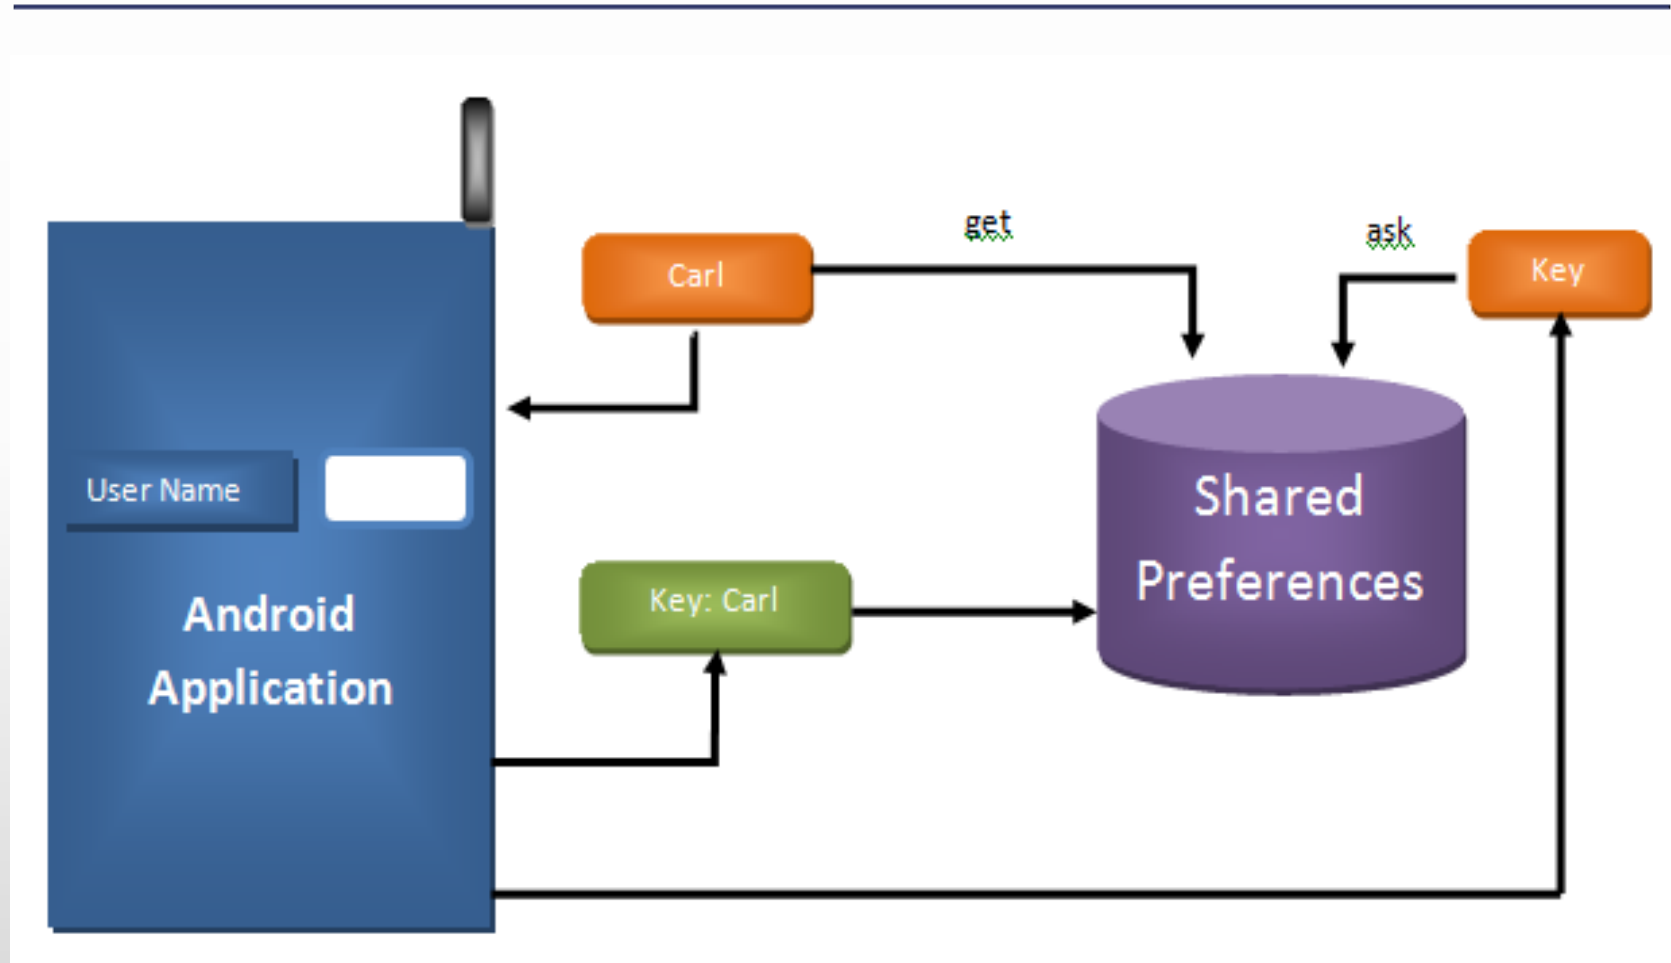 get
ask
Carl
Key
User Name
Shared
Preferences
Key: Carl
Android
Application